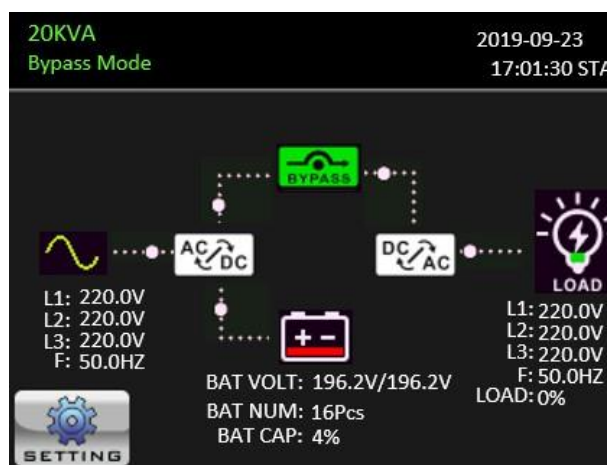 20KVA
Bypass Mode
2019-09-23
17:01:30 STA
BYPASS
AC
DC
DC
AC
LOAD
L1: 220.0V
L2: 220.0V
L3: 220.0V
F: 50.0HZ
L1: 220.0V
L2: 220.0V
L3: 220.0V
F: 50.0HZ
LOAD: 0%
BAT VOLT: 196.2V/196.2V
BAT NUM: 16Pcs
BAT CAP: 4%
SETTING